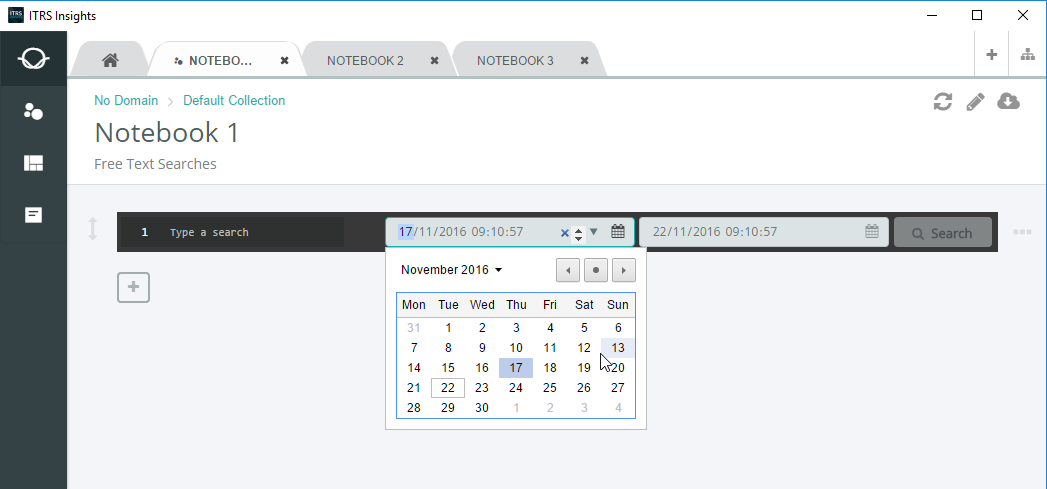 ITRS Insights
NOTEBO... NOTEBOOK 2 NOTEBOOK 3
No Domain Default Collection
Notebook 1
Free Text Searches
1 Type a search 17/11/2016 09:10:57 22/11/2016 09:10:57 Search
November 2016
Mon Tue Wed Thu Fri Sat Sun
31 1 2 3 4 5 6
7 8 9 10 11 12 13
14 15 16 17 18 19 20
21 22 23 24 25 26 27
28 29 30 1 2 3 4